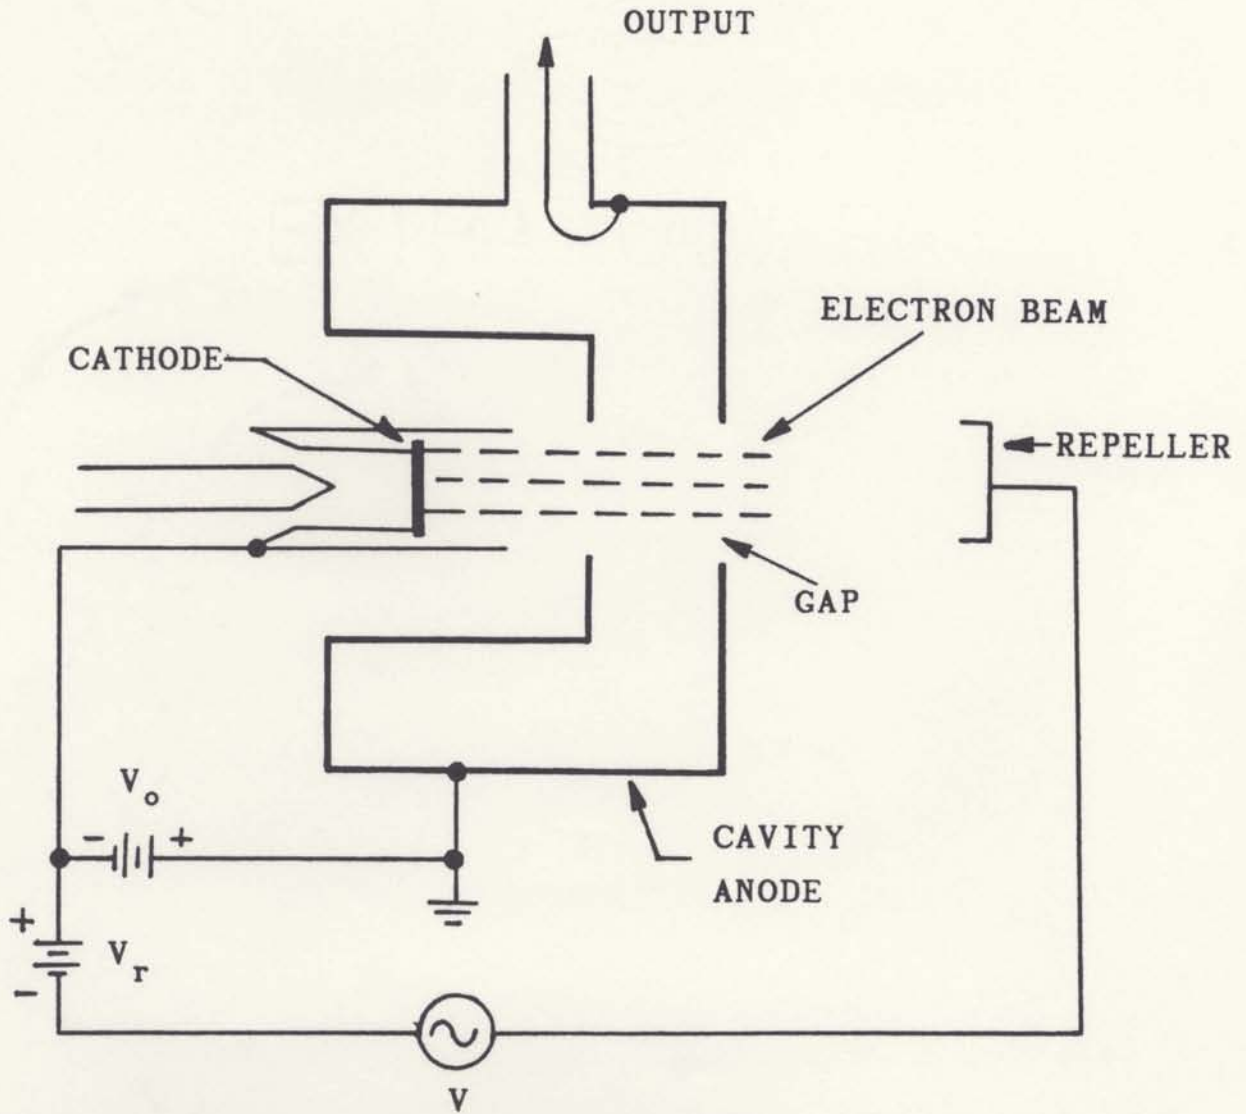 OUTPUT
ELECTRON BEAM
CATHODE
REPELLER
GAP
Vo
- +
CAVITY
ANODE
+
Vr
-
V